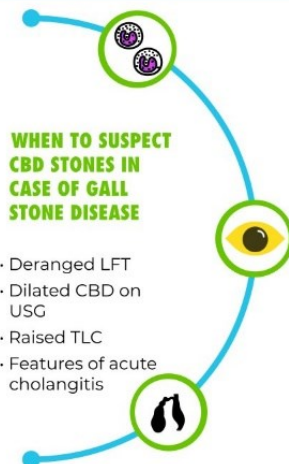 WHEN TO SUSPECT
CBD STONES IN
CASE OF GALL
STONE DISEASE
· Deranged LFT
· Dilated CBD on
USG
· Raised TLC
· Features of acute
cholangitis